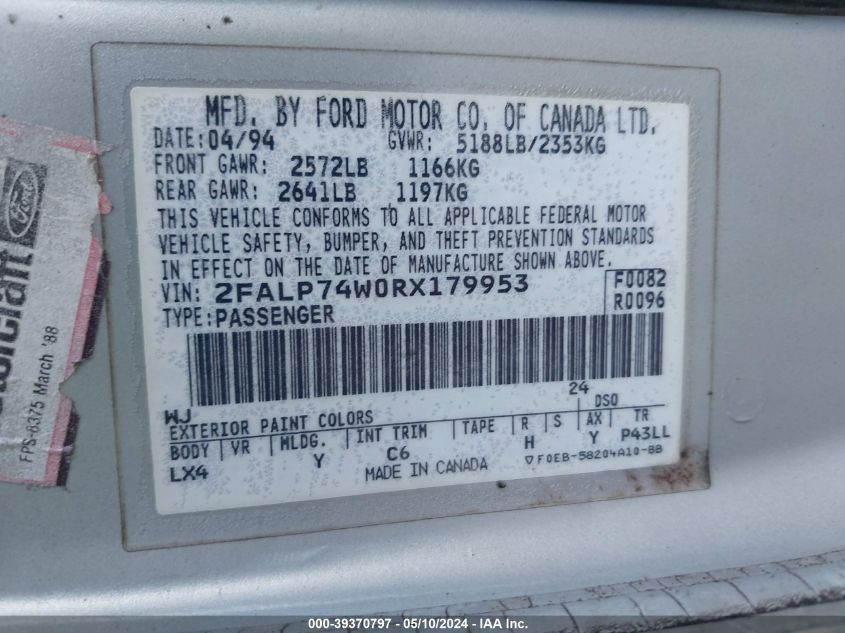 MFD. BY FORD MOTOR CO. OF CANADA LTD.
DATE: 04/94 GVWR: 5188LB/2353KG
FRONT GAWR: 2572LB 1166KG
REAR GAWR: 2641LB 1197KG
THIS VEHICLE CONFORMS TO ALL APPLICABLE FEDERAL MOTOR
VEHICLE SAFETY, BUMPER, AND THEFT PREVENTION STANDARDS
IN EFFECT ON THE DATE OF MANUFACTURE SHOWN ABOVE.
VIN: 2FALP74W0RX179953 F0082
TYPE: PASSENGER R0096
24
WJ DSO
EXTERIOR PAINT COLORS
BODY VR MLDG. INT TRIM TAPE R S AX TR
LX4 Y C6 H Y P43LL
MADE IN CANADA ▽F0EB-58204A10-BB
Ford
FPS-8375 March '88
000-39370797 - 05/10/2024 - IAAI.COM